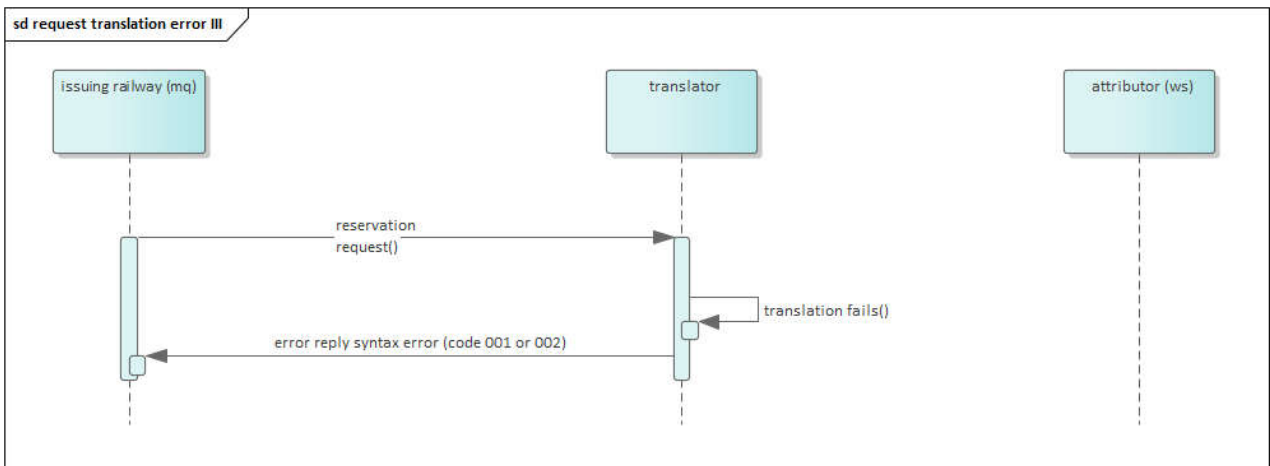 sd request translation error III
issuing railway (mq)
translator
attributor (ws)
reservation
request()
translation fails()
error reply syntax error (code 001 or 002)